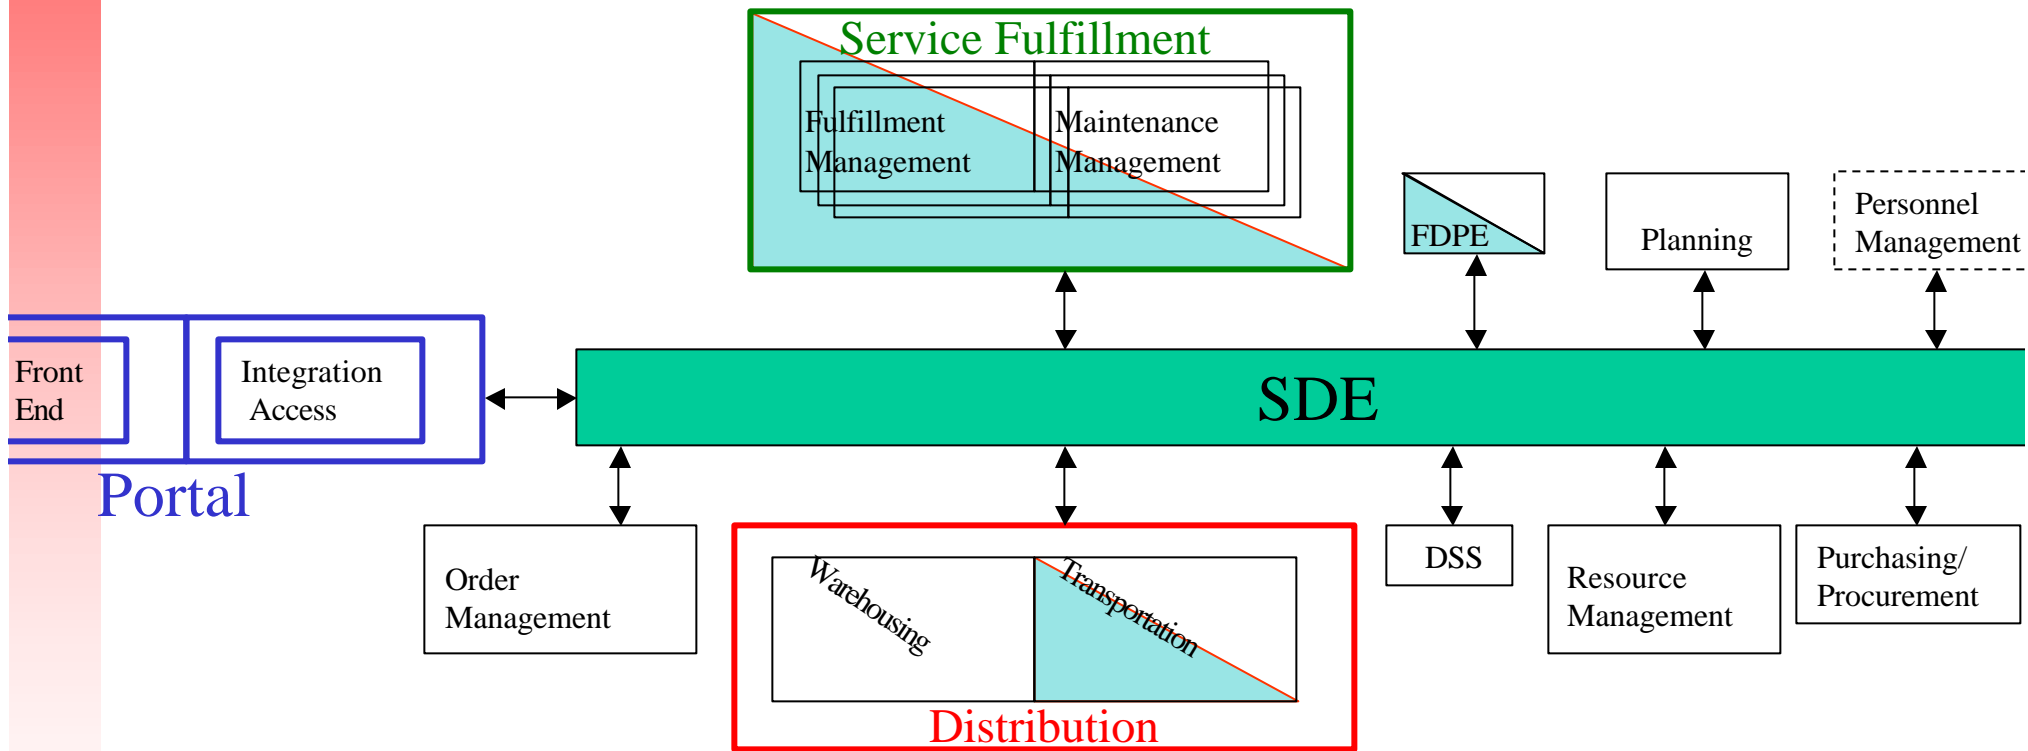 Service Fulfillment
Fulfillment
Management
Maintenance
Management
FDPE
Planning
Personnel
Management
Front
End
Integration
Access
SDE
Portal
Order
Management
Warehousing
Transportation
Distribution
DSS
Resource
Management
Purchasing/
Procurement